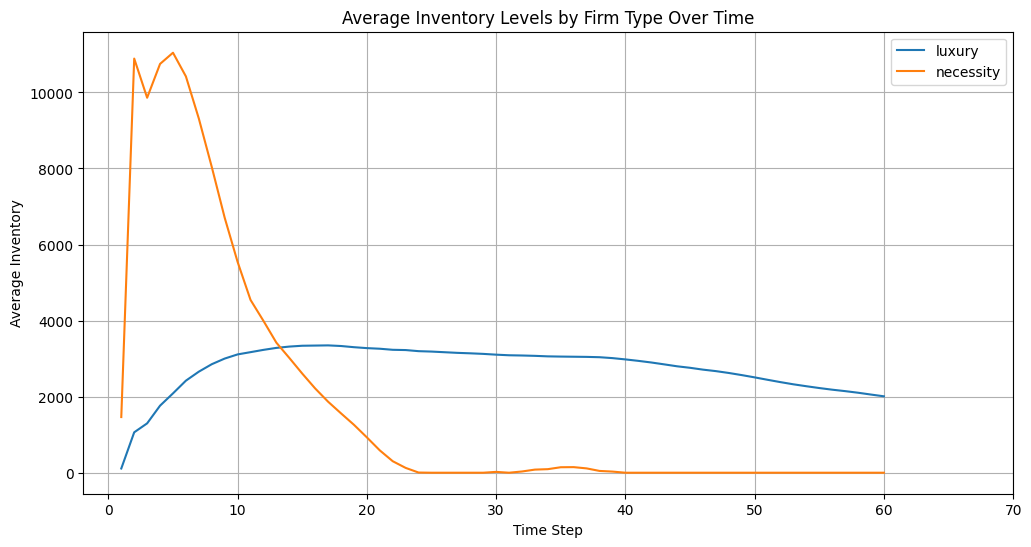 Average Inventory Levels by Firm Type Over Time
luxury
necessity
Average Inventory
10000
8000
6000
4000
2000
0
0 10 20 30 40 50 60 70
Time Step